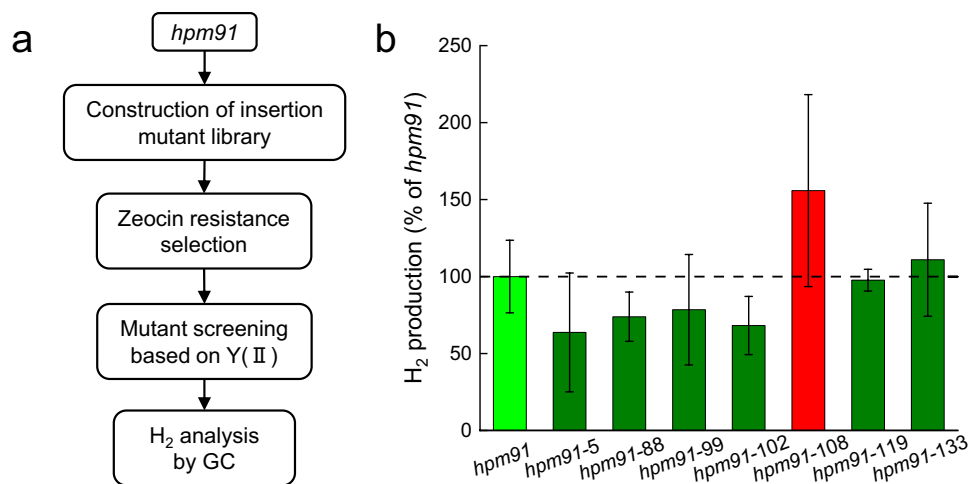 a
hpm91
Construction of insertion
mutant library
Zeocin resistance
selection
Mutant screening
based on Y(Ⅱ)
H₂ analysis
by GC
b
H₂ production (% of hpm91)
250
200
150
100
50
0
hpm91
hpm91-5
hpm91-88
hpm91-99
hpm91-102
hpm91-108
hpm91-119
hpm91-133